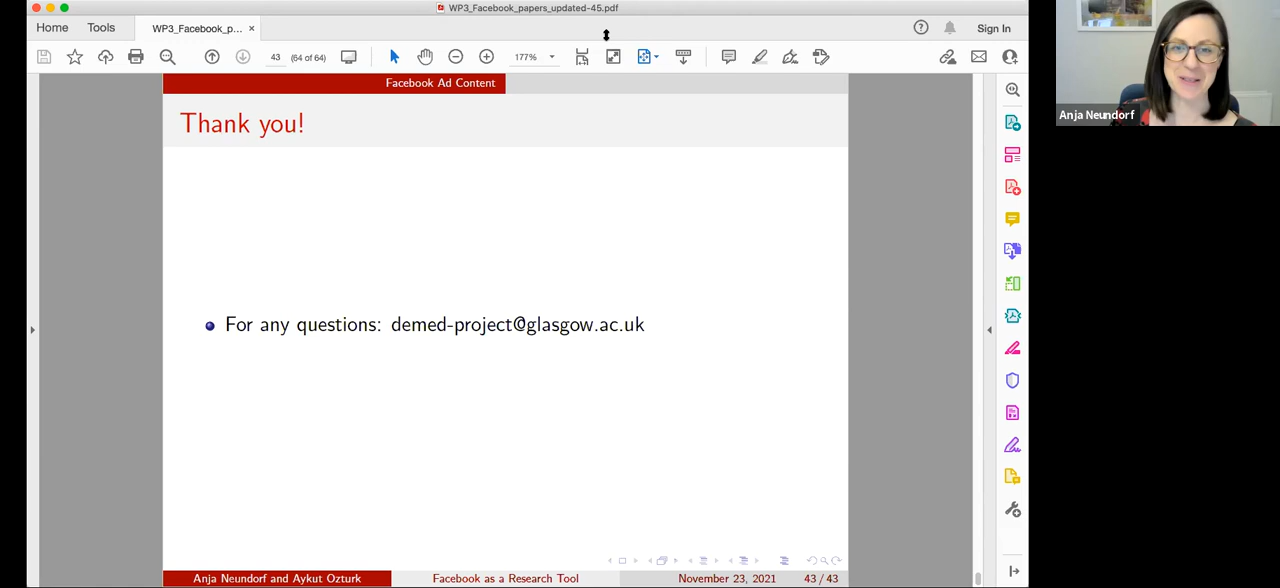 WP3_Facebook_papers_updated-45.pdf
Home Tools WP3_Facebook_p... × Sign In
43 (64 of 64) 177%
Facebook Ad Content
Thank you!
For any questions: demed-project@glasgow.ac.uk
Anja Neundorf and Aykut Ozturk Facebook as a Research Tool November 23, 2021 43 / 43
Anja Neundorf